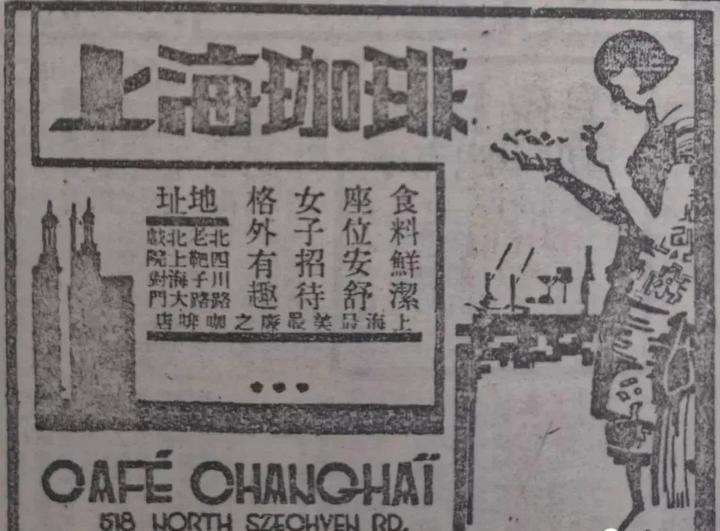 上海珈琲
食料鮮潔
座位安舒
女子招待
格外有趣
地址
北四川路
老靶子路
北上海大
戲院對門
上海最美最廉之咖啡店
CAFÉ CHANGHAÏ
518 NORTH SZECHVEN RD.